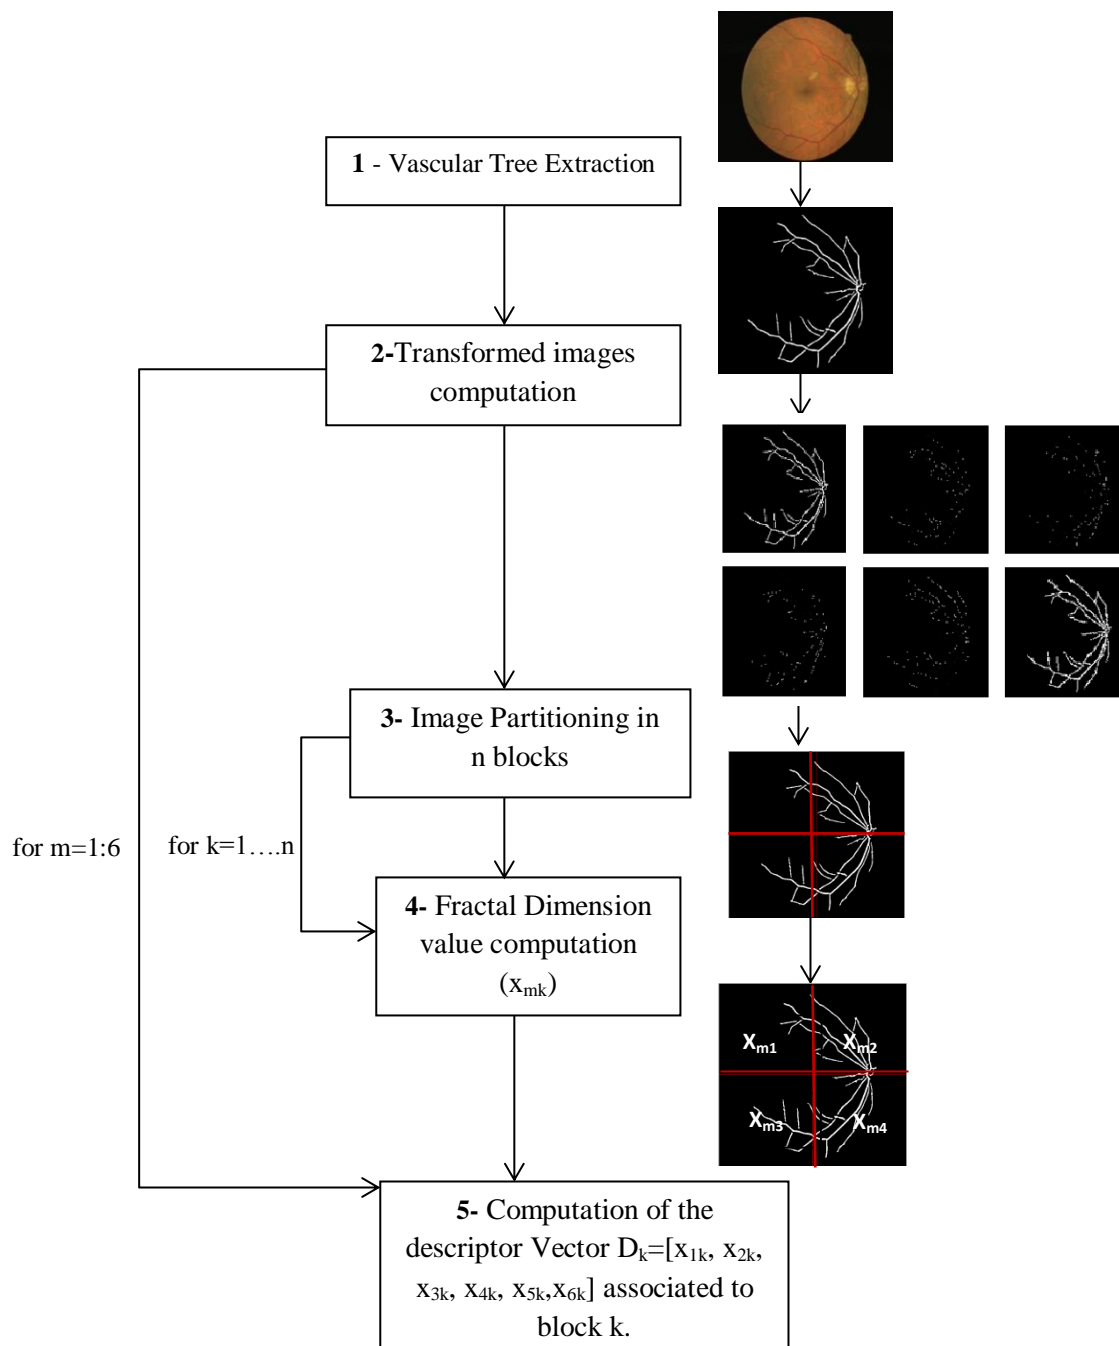 1 - Vascular Tree Extraction
2-Transformed images
computation
3- Image Partitioning in
n blocks
for m=1:6
for k=1….n
4- Fractal Dimension
value computation
(xmk)
Xm1
Xm2
Xm3
Xm4
5- Computation of the
descriptor Vector Dk=[x1k, x2k,
x3k, x4k, x5k,x6k] associated to
block k.